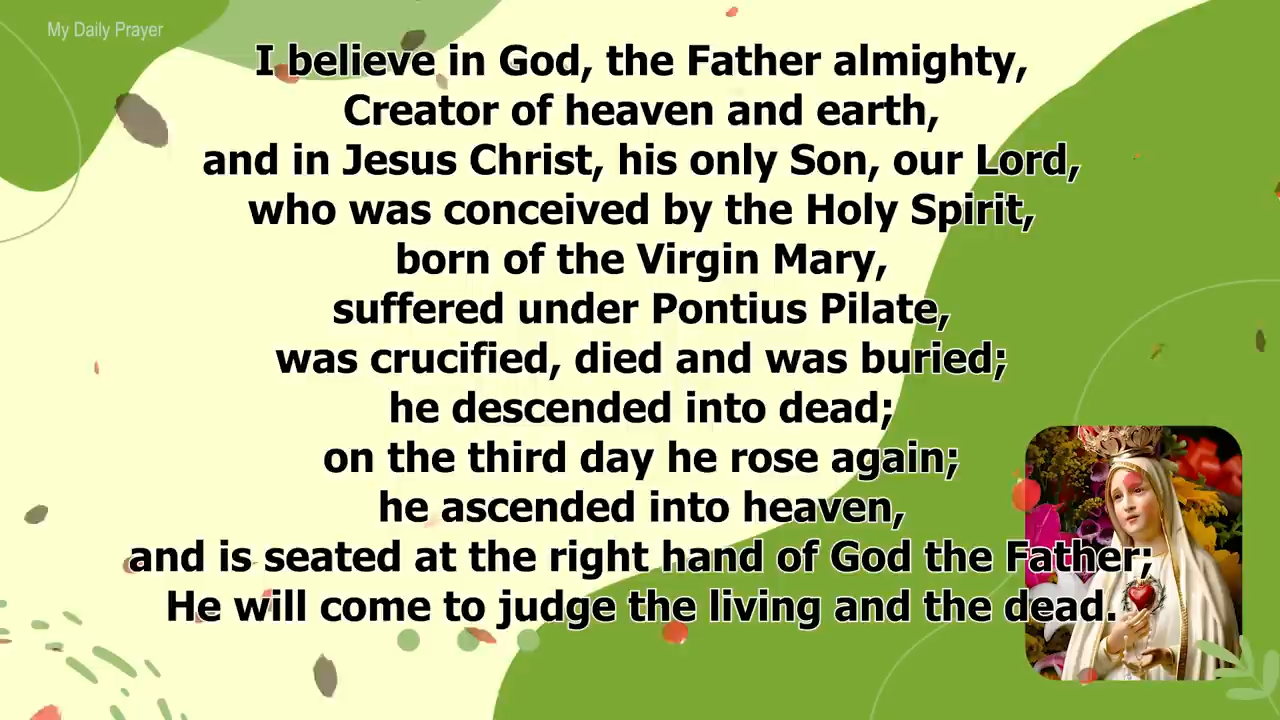 My Daily Prayer
I believe in God, the Father almighty,
Creator of heaven and earth,
and in Jesus Christ, his only Son, our Lord,
who was conceived by the Holy Spirit,
born of the Virgin Mary,
suffered under Pontius Pilate,
was crucified, died and was buried;
he descended into dead;
on the third day he rose again;
he ascended into heaven,
and is seated at the right hand of God the Father;
He will come to judge the living and the dead.